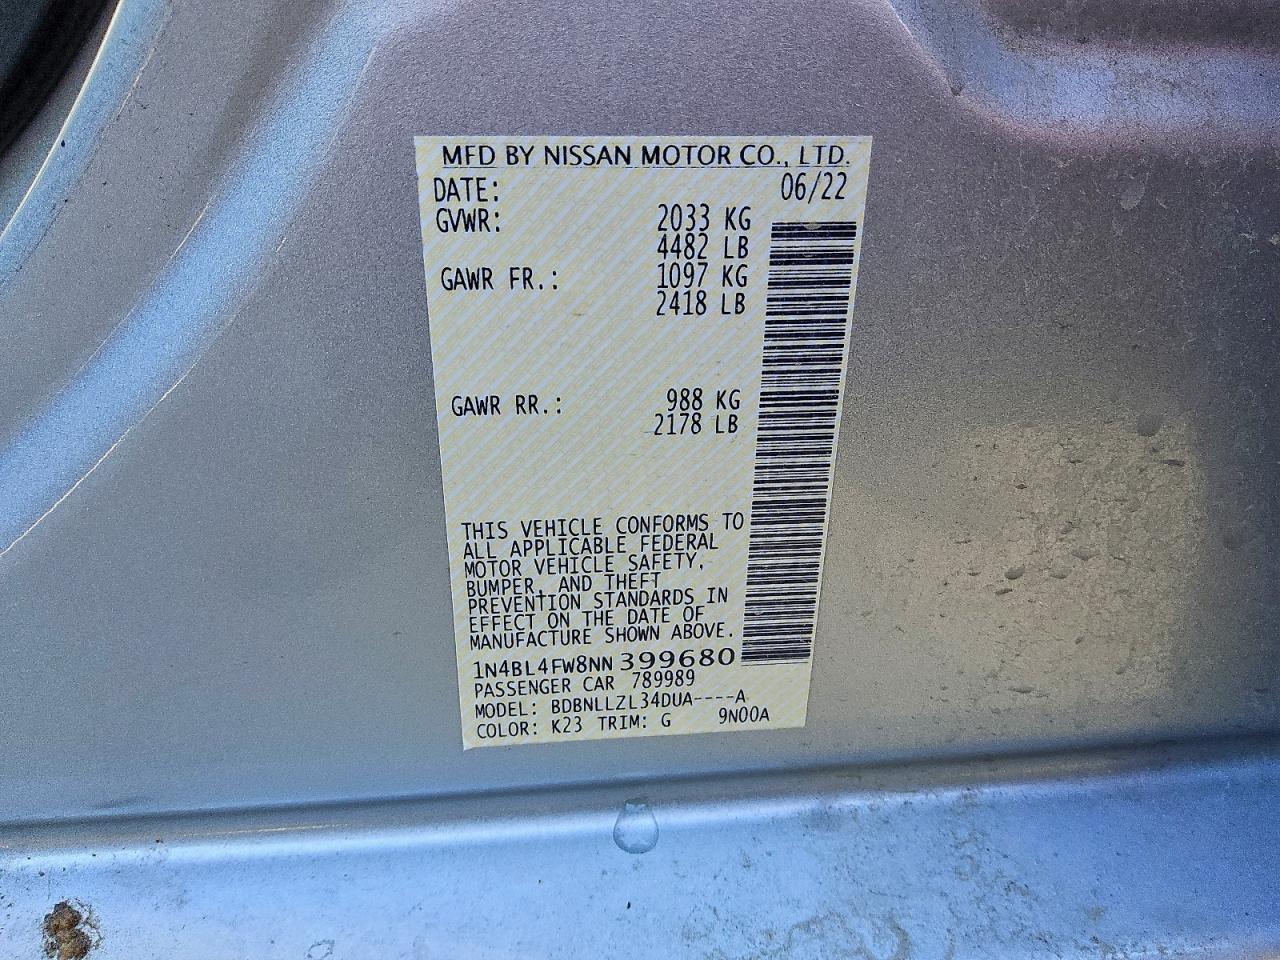 MFD BY NISSAN MOTOR CO., LTD.
DATE: 06/22
GVWR: 2033 KG
4482 LB
GAWR FR.: 1097 KG
2418 LB
GAWR RR.: 988 KG
2178 LB
THIS VEHICLE CONFORMS TO
ALL APPLICABLE FEDERAL
MOTOR VEHICLE SAFETY,
BUMPER, AND THEFT
PREVENTION STANDARDS IN
EFFECT ON THE DATE OF
MANUFACTURE SHOWN ABOVE.
1N4BL4FW8NN399680
PASSENGER CAR 789989
MODEL: BDBNLLZL34DUA----A
COLOR: K23 TRIM: G 9N00A